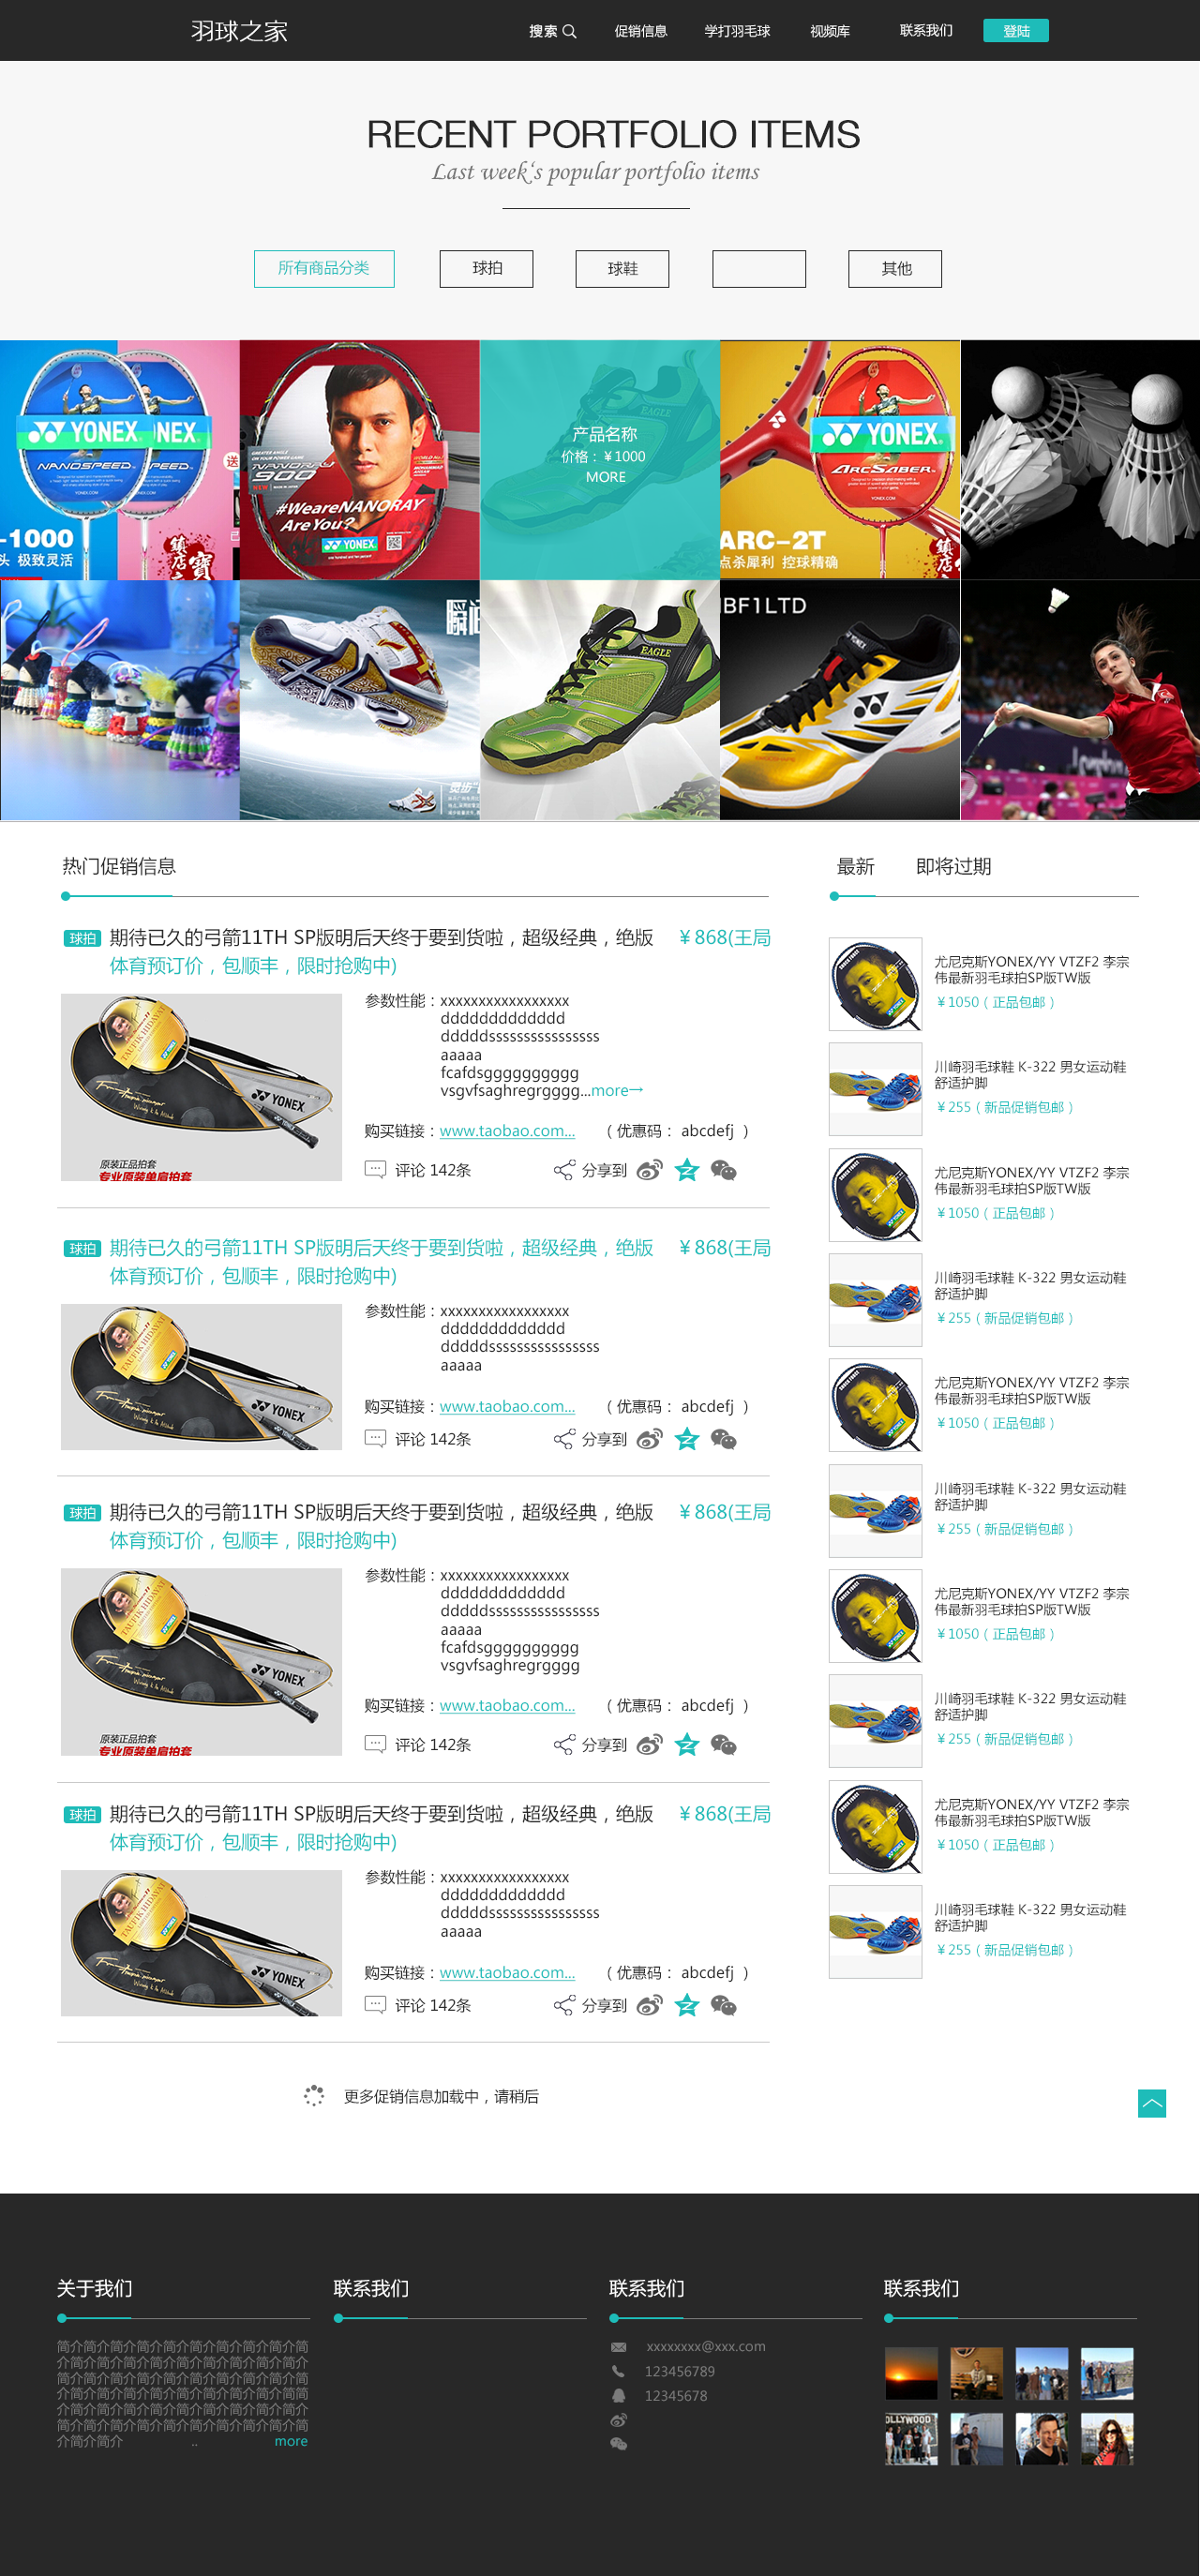 羽球之家
搜索 促销信息 学打羽毛球 视频库 联系我们 登陆
RECENT PORTFOLIO ITEMS
Last week's popular portfolio items
所有商品分类 球拍 球鞋 其他
YONEX
NANOSPEED
YONEX.COM
送
-1000
头 极致灵活
鎮店之寶
NANORAY
900
#WeareNANORAY
Are You?
YONEX
EAGLE
产品名称
价格：￥1000
MORE
YONEX
ARCSABER
YONEX.COM
ARC-2T
点杀犀利 控球精确
EAGLE
BF1LTD
热门促销信息
球拍 期待已久的弓箭11TH SP版明后天终于要到货啦，超级经典，绝版 ￥868(王局
体育预订价，包顺丰，限时抢购中)
TAUFIK HIDAYAT
YONEX
原装正品拍套
专业原装单肩拍套
参数性能：xxxxxxxxxxxxxxxxx
ddddddddddddd
dddddssssssssssssssss
aaaaa
fcafdsgggggggggg
vsgvfsaghregrgggg...more→
购买链接：www.taobao.com... （ 优惠码： abcdefj ）
评论 142条 分享到
球拍 期待已久的弓箭11TH SP版明后天终于要到货啦，超级经典，绝版 ￥868(王局
体育预订价，包顺丰，限时抢购中)
TAUFIK HIDAYAT
YONEX
参数性能：xxxxxxxxxxxxxxxxx
ddddddddddddd
dddddssssssssssssssss
aaaaa
购买链接：www.taobao.com... （ 优惠码： abcdefj ）
评论 142条 分享到
球拍 期待已久的弓箭11TH SP版明后天终于要到货啦，超级经典，绝版 ￥868(王局
体育预订价，包顺丰，限时抢购中)
TAUFIK HIDAYAT
YONEX
原装正品拍套
专业原装单肩拍套
参数性能：xxxxxxxxxxxxxxxxx
ddddddddddddd
dddddssssssssssssssss
aaaaa
fcafdsgggggggggg
vsgvfsaghregrgggg
购买链接：www.taobao.com... （ 优惠码： abcdefj ）
评论 142条 分享到
球拍 期待已久的弓箭11TH SP版明后天终于要到货啦，超级经典，绝版 ￥868(王局
体育预订价，包顺丰，限时抢购中)
TAUFIK HIDAYAT
YONEX
参数性能：xxxxxxxxxxxxxxxxx
ddddddddddddd
dddddssssssssssssssss
aaaaa
购买链接：www.taobao.com... （ 优惠码： abcdefj ）
评论 142条 分享到
更多促销信息加载中，请稍后
最新 即将过期
尤尼克斯YONEX/YY VTZF2 李宗
伟最新羽毛球拍SP版TW版
￥1050（ 正品包邮 ）
川崎羽毛球鞋 K-322 男女运动鞋
舒适护脚
￥255（ 新品促销包邮 ）
尤尼克斯YONEX/YY VTZF2 李宗
伟最新羽毛球拍SP版TW版
￥1050（ 正品包邮 ）
川崎羽毛球鞋 K-322 男女运动鞋
舒适护脚
￥255（ 新品促销包邮 ）
尤尼克斯YONEX/YY VTZF2 李宗
伟最新羽毛球拍SP版TW版
￥1050（ 正品包邮 ）
川崎羽毛球鞋 K-322 男女运动鞋
舒适护脚
￥255（ 新品促销包邮 ）
尤尼克斯YONEX/YY VTZF2 李宗
伟最新羽毛球拍SP版TW版
￥1050（ 正品包邮 ）
川崎羽毛球鞋 K-322 男女运动鞋
舒适护脚
￥255（ 新品促销包邮 ）
尤尼克斯YONEX/YY VTZF2 李宗
伟最新羽毛球拍SP版TW版
￥1050（ 正品包邮 ）
川崎羽毛球鞋 K-322 男女运动鞋
舒适护脚
￥255（ 新品促销包邮 ）
关于我们
简介简介简介简介简介简介简介简介简介简
介简介简介简介简介简介简介简介简介简介
简介简介简介简介简介简介简介简介简介简
介简介简介简介简介简介简介简介简介简简
介简介简介简介简介简介简介简介简介简介
简介简介简介简介简介简介简介简介简介简
介简介简介 .. more
联系我们
联系我们
xxxxxxxx@xxx.com
123456789
12345678
联系我们
OLLYWOOD